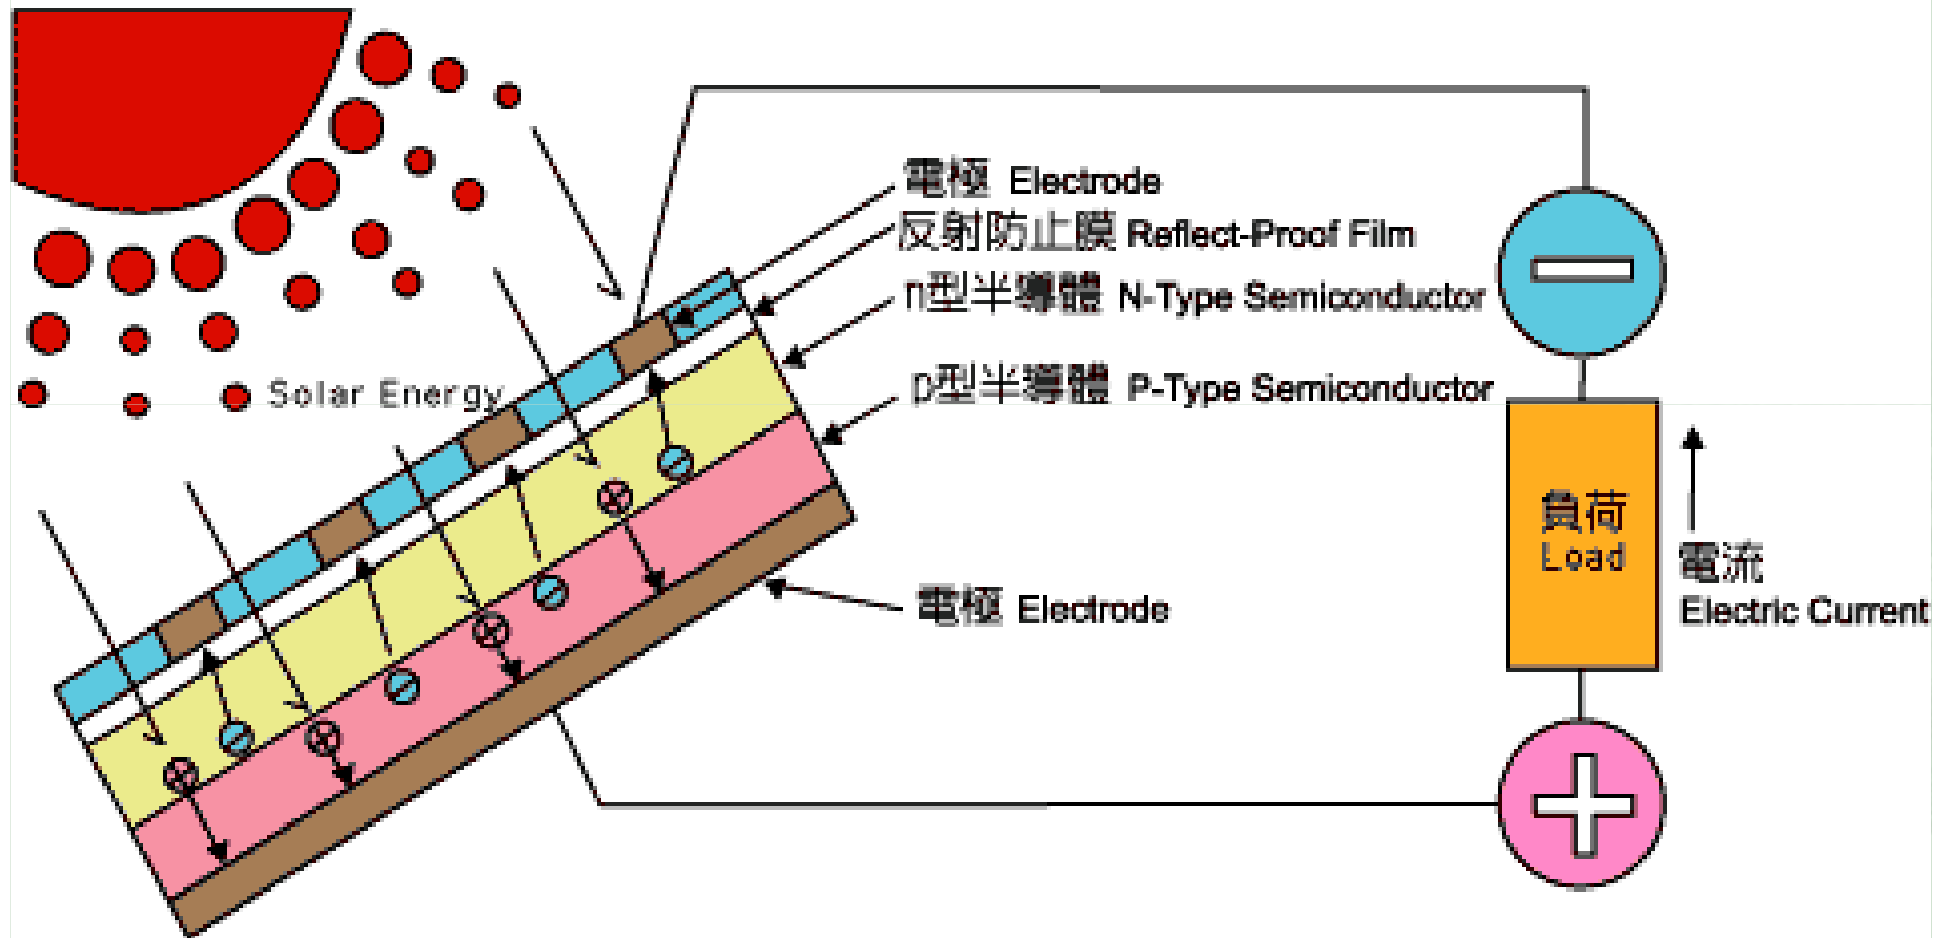 電極 Electrode
反射防止膜 Reflect-Proof Film
n型半導體 N-Type Semiconductor
Solar Energy
p型半導體 P-Type Semiconductor
負荷
Load
電流
Electric Current
電極 Electrode